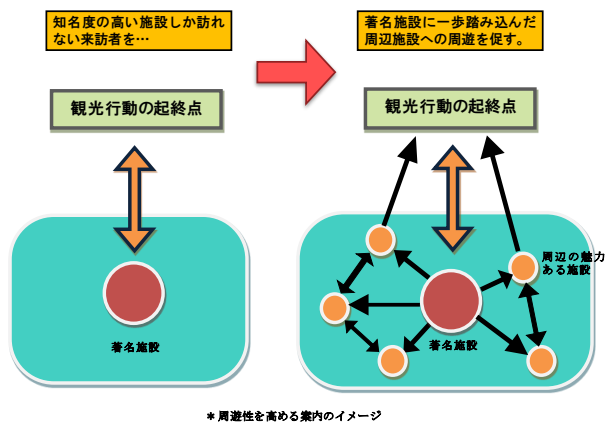 知名度の高い施設しか訪れ
ない来訪者を…
著名施設に一歩踏み込んだ
周辺施設への周遊を促す。
観光行動の起終点
観光行動の起終点
周辺の魅力
ある施設
著名施設
著名施設
＊周遊性を高める案内のイメージ